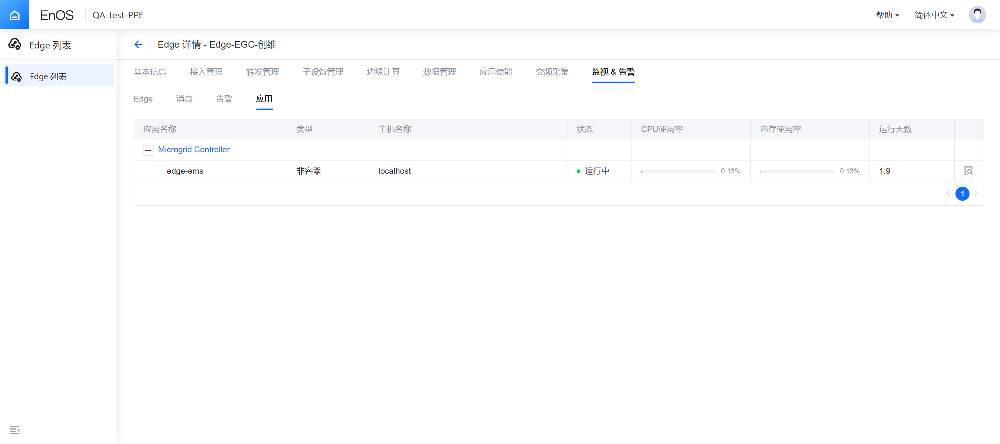 EnOS QA-test-PPE 帮助 简体中文
Edge 列表
Edge 详情 - Edge-EGC-创维
Edge 列表
基本信息 接入管理 转发管理 子设备管理 边缘计算 数据管理 应用使能 变频采集 监视 & 告警
Edge 消息 告警 应用
应用名称 类型 主机名称 状态 CPU使用率 内存使用率 运行天数
Microgrid Controller
edge-ems 非容器 localhost 运行中 0.13% 0.13% 1.9
1